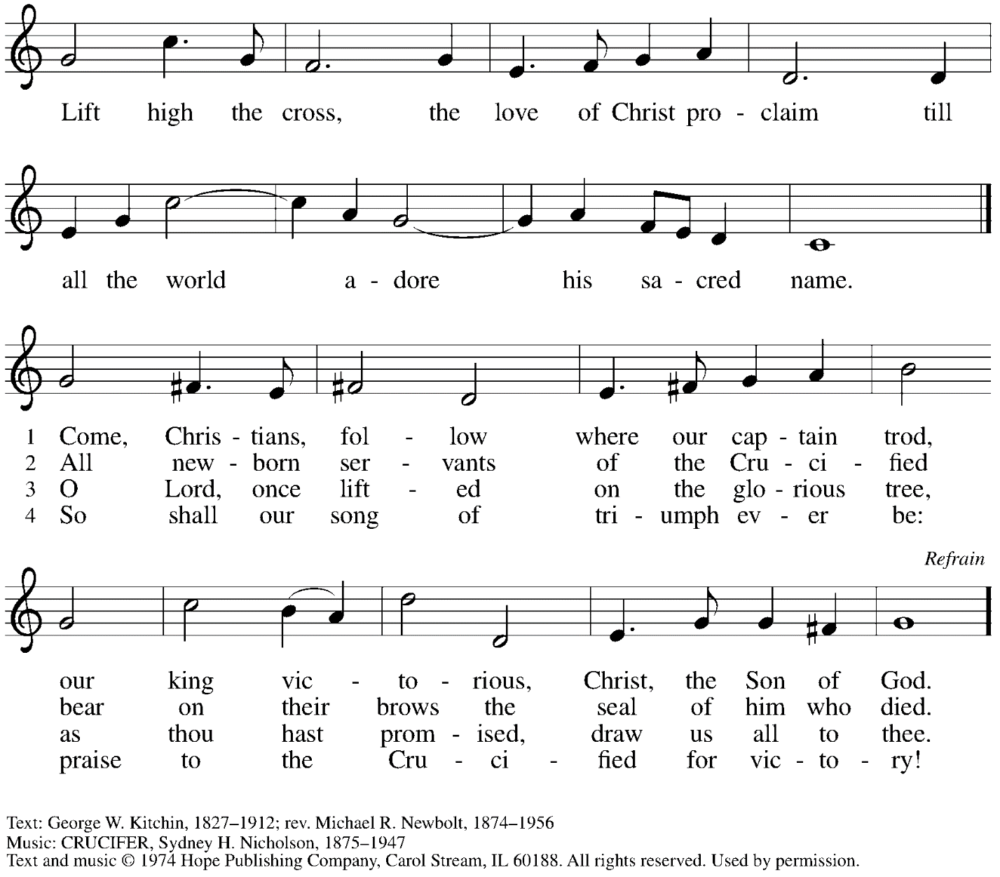 Lift high the cross, the love of Christ pro - claim till
all the world a - dore his sa - cred name.
1 Come, Chris - tians, fol - low where our cap - tain trod,
2 All new - born ser - vants of the Cru - ci - fied
3 O Lord, once lift - ed on the glo - rious tree,
4 So shall our song of tri - umph ev - er be:
Refrain
our king vic - to - rious, Christ, the Son of God.
bear on their brows the seal of him who died.
as thou hast prom - ised, draw us all to thee.
praise to the Cru - ci - fied for vic - to - ry!
Text: George W. Kitchin, 1827–1912; rev. Michael R. Newbolt, 1874–1956
Music: CRUCIFER, Sydney H. Nicholson, 1875–1947
Text and music © 1974 Hope Publishing Company, Carol Stream, IL 60188. All rights reserved. Used by permission.